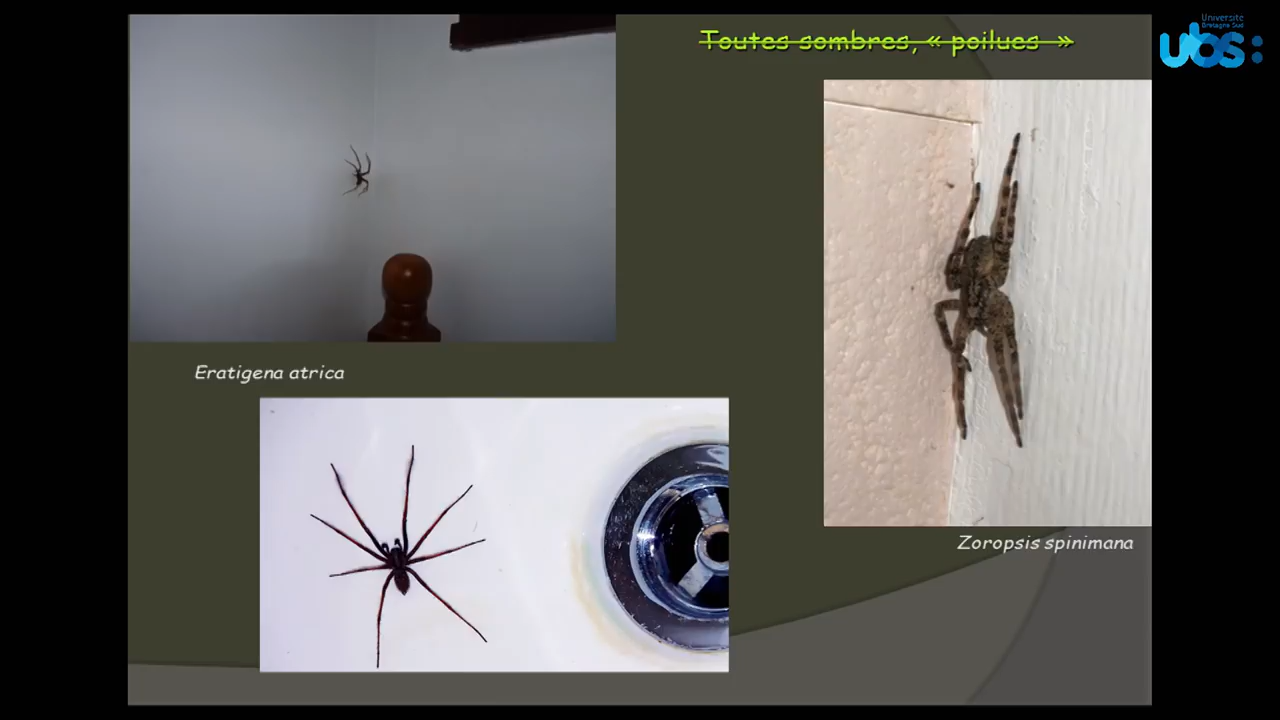 Toutes sombres, « poilues »
Université
Bretagne Sud
ubs:
Eratigena atrica
Zoropsis spinimana